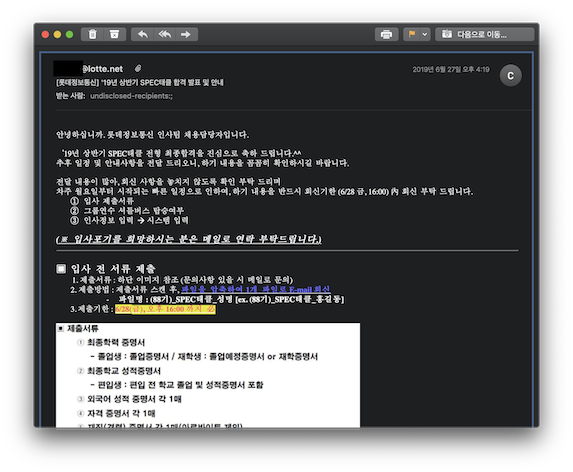 다음으로 이동...
@lotte.net
2019년 6월 27일 오후 4:19
C
[롯데정보통신] '19년 상반기 SPEC태클 합격 발표 및 안내
받는 사람: undisclosed-recipients:;
안녕하십니까. 롯데정보통신 인사팀 채용담당자입니다.
'19년 상반기 SPEC태클 전형 최종합격을 진심으로 축하 드립니다.^^
추후 일정 및 안내사항을 전달 드리오니, 하기 내용을 꼼꼼히 확인하시길 바랍니다.
전달 내용이 많아, 회신 사항을 놓치지 않도록 확인 부탁 드리며
차주 월요일부터 시작되는 빠른 일정으로 인하여, 하기 내용을 반드시 회신기한 (6/28 금, 16:00) 內 회신 부탁 드립니다.
① 입사 제출서류
② 그룹연수 셔틀버스 탑승여부
③ 인사정보 입력 → 시스템 입력
(※ 입사포기를 희망하시는 분은 메일로 연락 부탁드립니다.)
▣ 입사 전 서류 제출
1. 제출서류 : 하단 이미지 참조 (문의사항 있을 시 메일로 문의)
2. 제출방법 : 제출서류 스캔 후, 파일을 압축하여 1개 파일로 E-mail 회신
- 파일명 : (88기)_SPEC태클_성명 [ex. (88기)_SPEC태클_홍길동]
3. 제출기한 : 6/28(금), 오후 16:00 까지 必
▣ 제출서류
① 최종학력 증명서
- 졸업생 : 졸업증명서 / 재학생 : 졸업예정증명서 or 재학증명서
② 최종학교 성적증명서
- 편입생 : 편입 전 학교 졸업 및 성적증명서 포함
③ 외국어 성적 증명서 각 1매
④ 자격 증명서 각 1매
⑤ 재직(경력) 증명서 각 1매(아르바이트 제외)